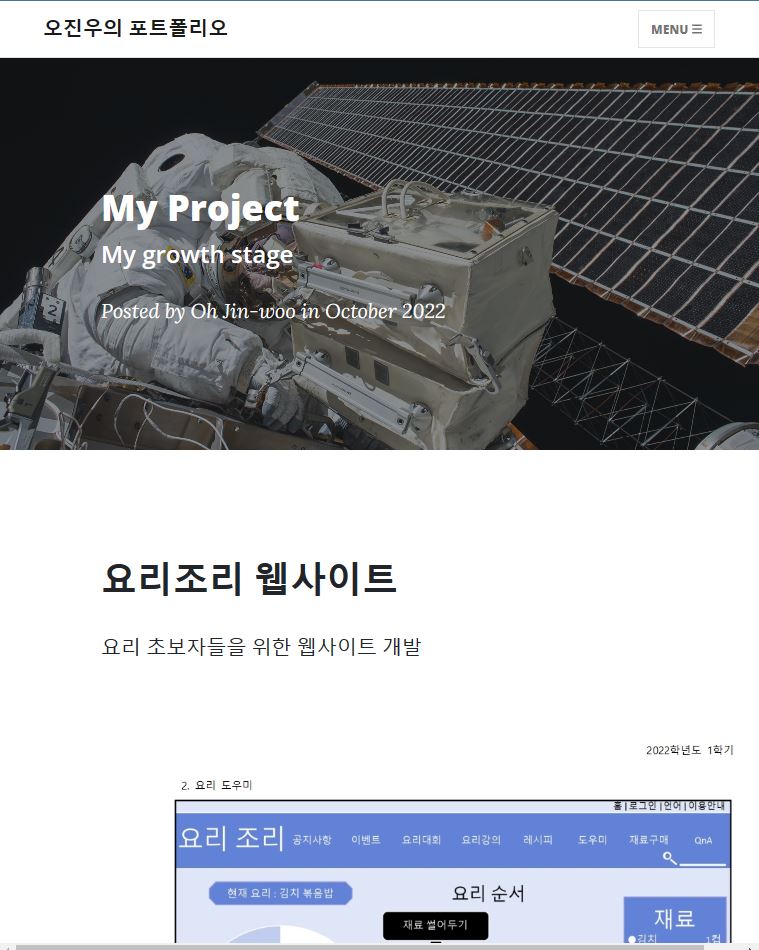 오진우의 포트폴리오
MENU ☰
My Project
My growth stage
Posted by Oh Jin-woo in October 2022
2
요리조리 웹사이트
요리 초보자들을 위한 웹사이트 개발
2022학년도 1학기
2. 요리 도우미
홈 | 로그인 | 언어 | 이용안내
요리 조리 공지사항 이벤트 요리대회 요리강의 레시피 도우미 재료구매 QnA
현재 요리 : 김치 볶음밥
요리 순서
재료 썰어두기
재료
●김치 1컵